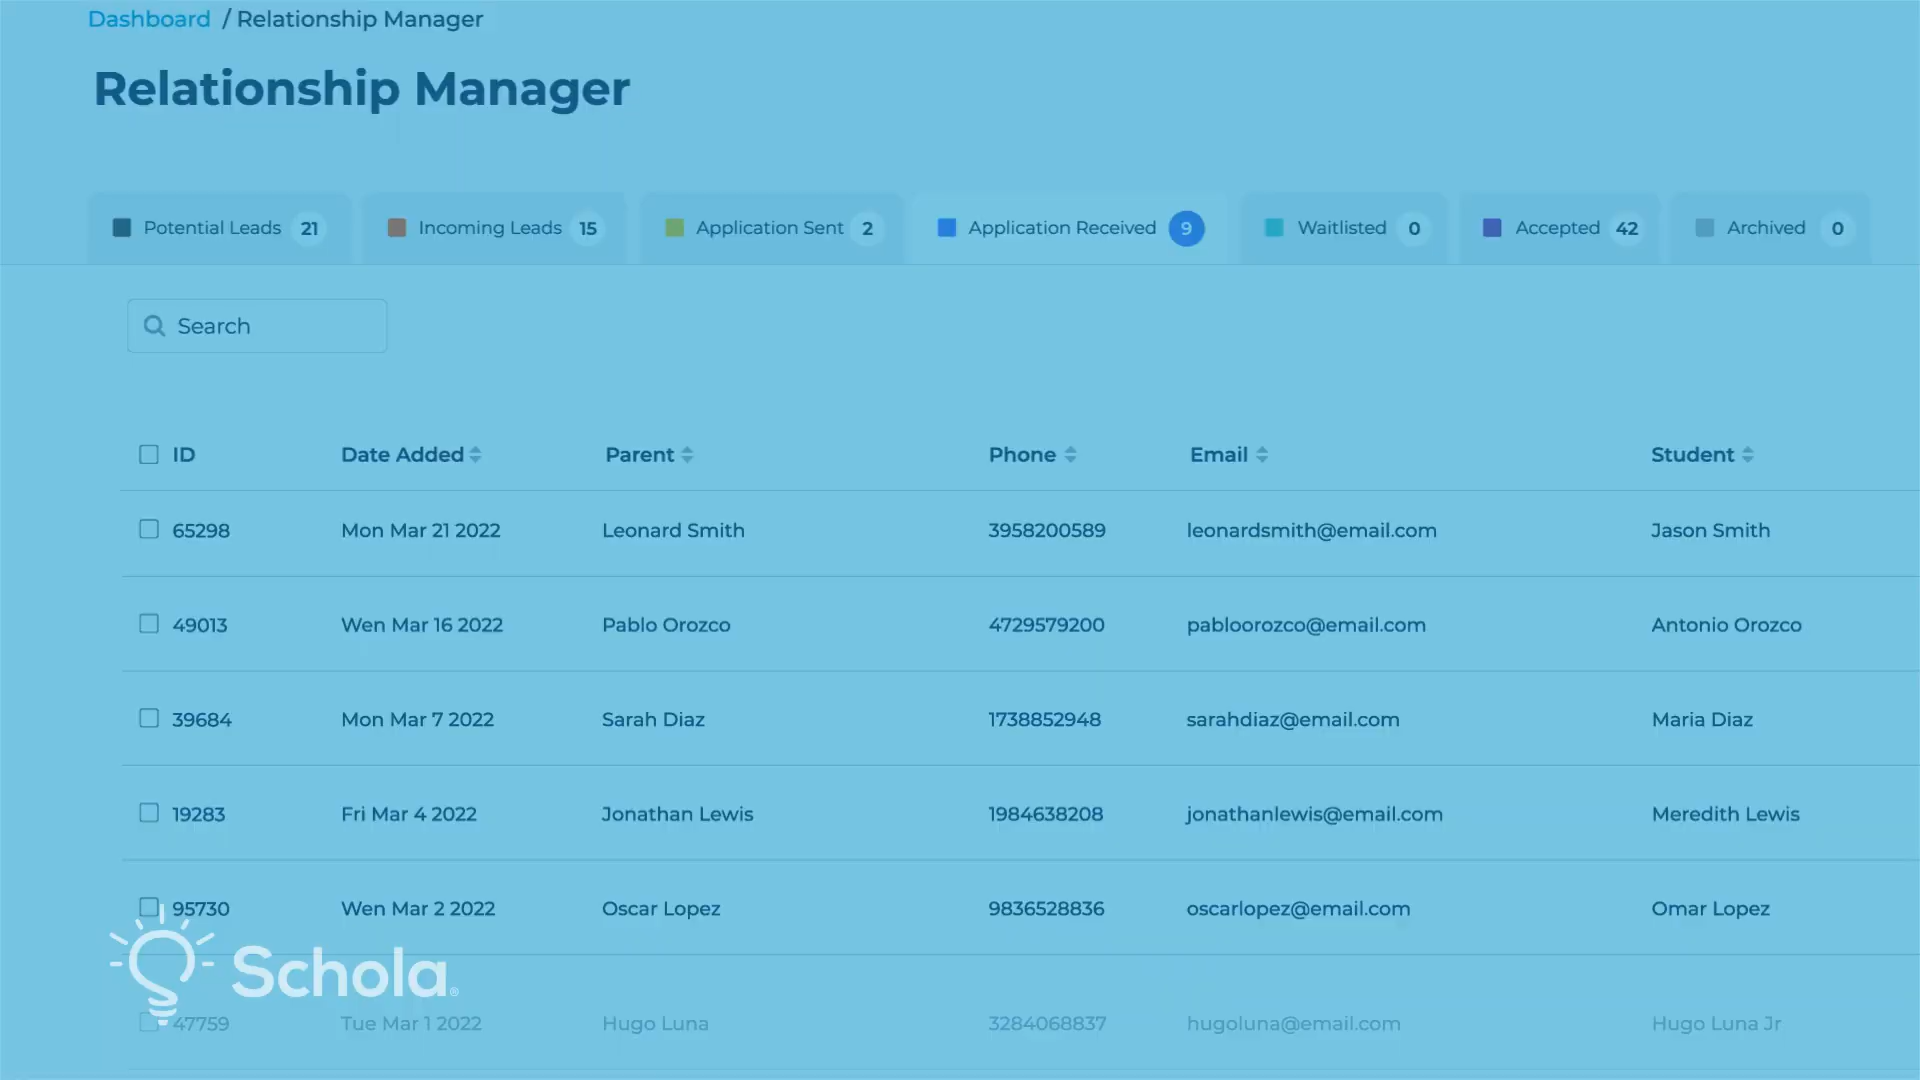 Dashboard / Relationship Manager
Relationship Manager
Potential Leads 21 Incoming Leads 15 Application Sent 2 Application Received 9 Waitlisted 0 Accepted 42 Archived 0
Search
ID Date Added Parent Phone Email Student
65298 Mon Mar 21 2022 Leonard Smith 3958200589 leonardsmith@email.com Jason Smith
49013 Wen Mar 16 2022 Pablo Orozco 4729579200 pabloorozco@email.com Antonio Orozco
39684 Mon Mar 7 2022 Sarah Diaz 1738852948 sarahdiaz@email.com Maria Diaz
19283 Fri Mar 4 2022 Jonathan Lewis 1984638208 jonathanlewis@email.com Meredith Lewis
95730 Wen Mar 2 2022 Oscar Lopez 9836528836 oscarlopez@email.com Omar Lopez
Schola®
47759 Tue Mar 1 2022 Hugo Luna 3284068837 hugoluna@email.com Hugo Luna Jr